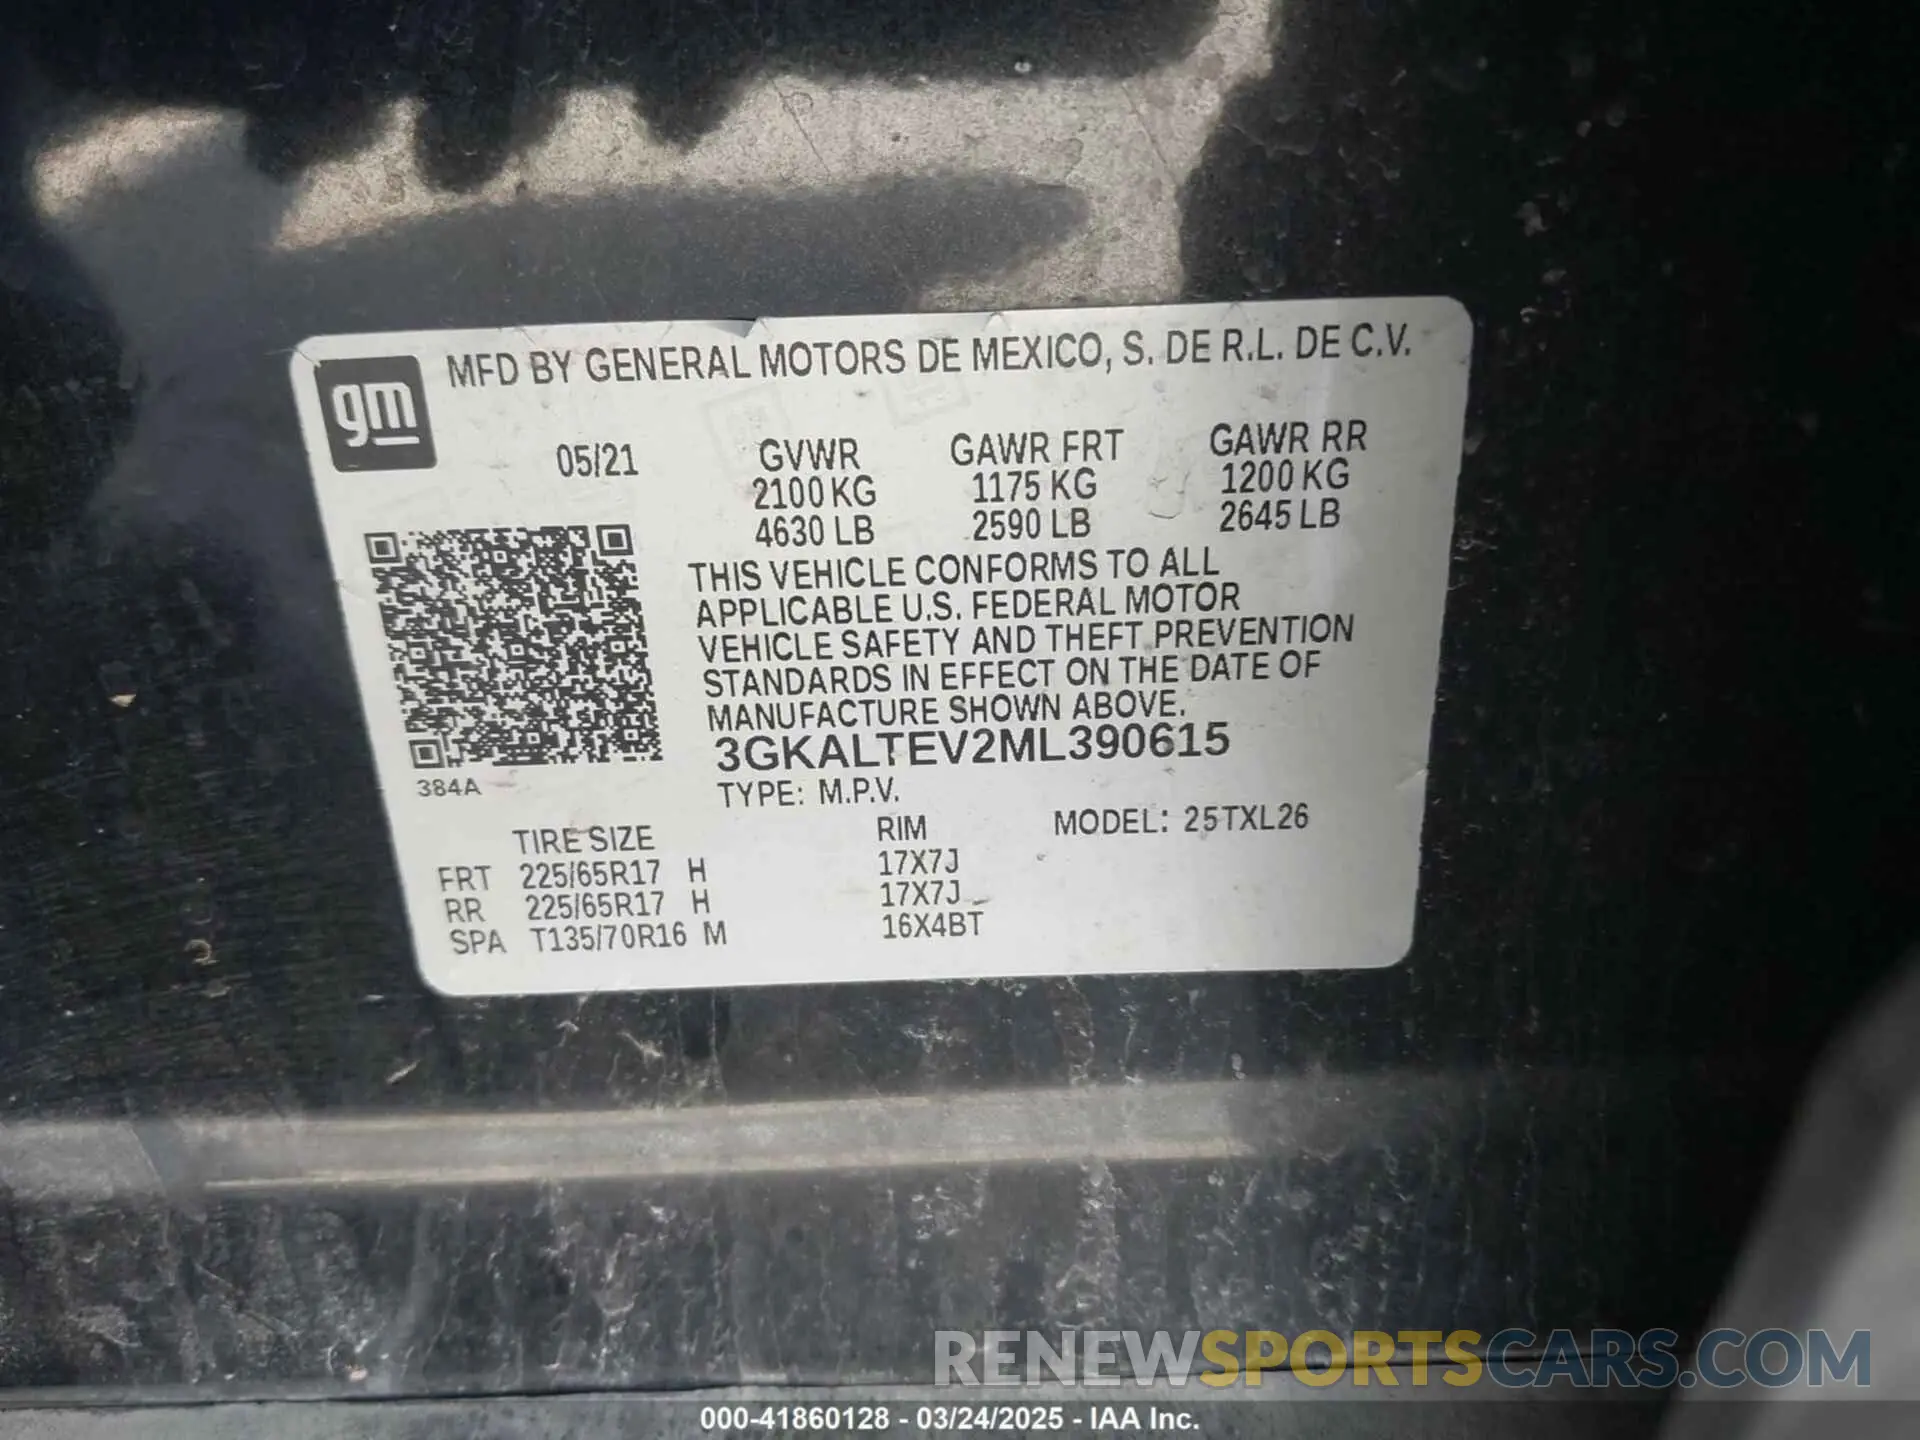 gm
MFD BY GENERAL MOTORS DE MEXICO, S. DE R.L. DE C.V.
05/21 GVWR GAWR FRT GAWR RR
2100 KG 1175 KG 1200 KG
4630 LB 2590 LB 2645 LB
THIS VEHICLE CONFORMS TO ALL
APPLICABLE U.S. FEDERAL MOTOR
VEHICLE SAFETY AND THEFT PREVENTION
STANDARDS IN EFFECT ON THE DATE OF
MANUFACTURE SHOWN ABOVE.
3GKALTEV2ML390615
384A
TYPE: M.P.V.
TIRE SIZE RIM MODEL: 25TXL26
FRT 225/65R17 H 17X7J
RR 225/65R17 H 17X7J
SPA T135/70R16 M 16X4BT
RENEWSPORTSCARS.COM
000-41860128 - 03/24/2025 - IAA Inc.